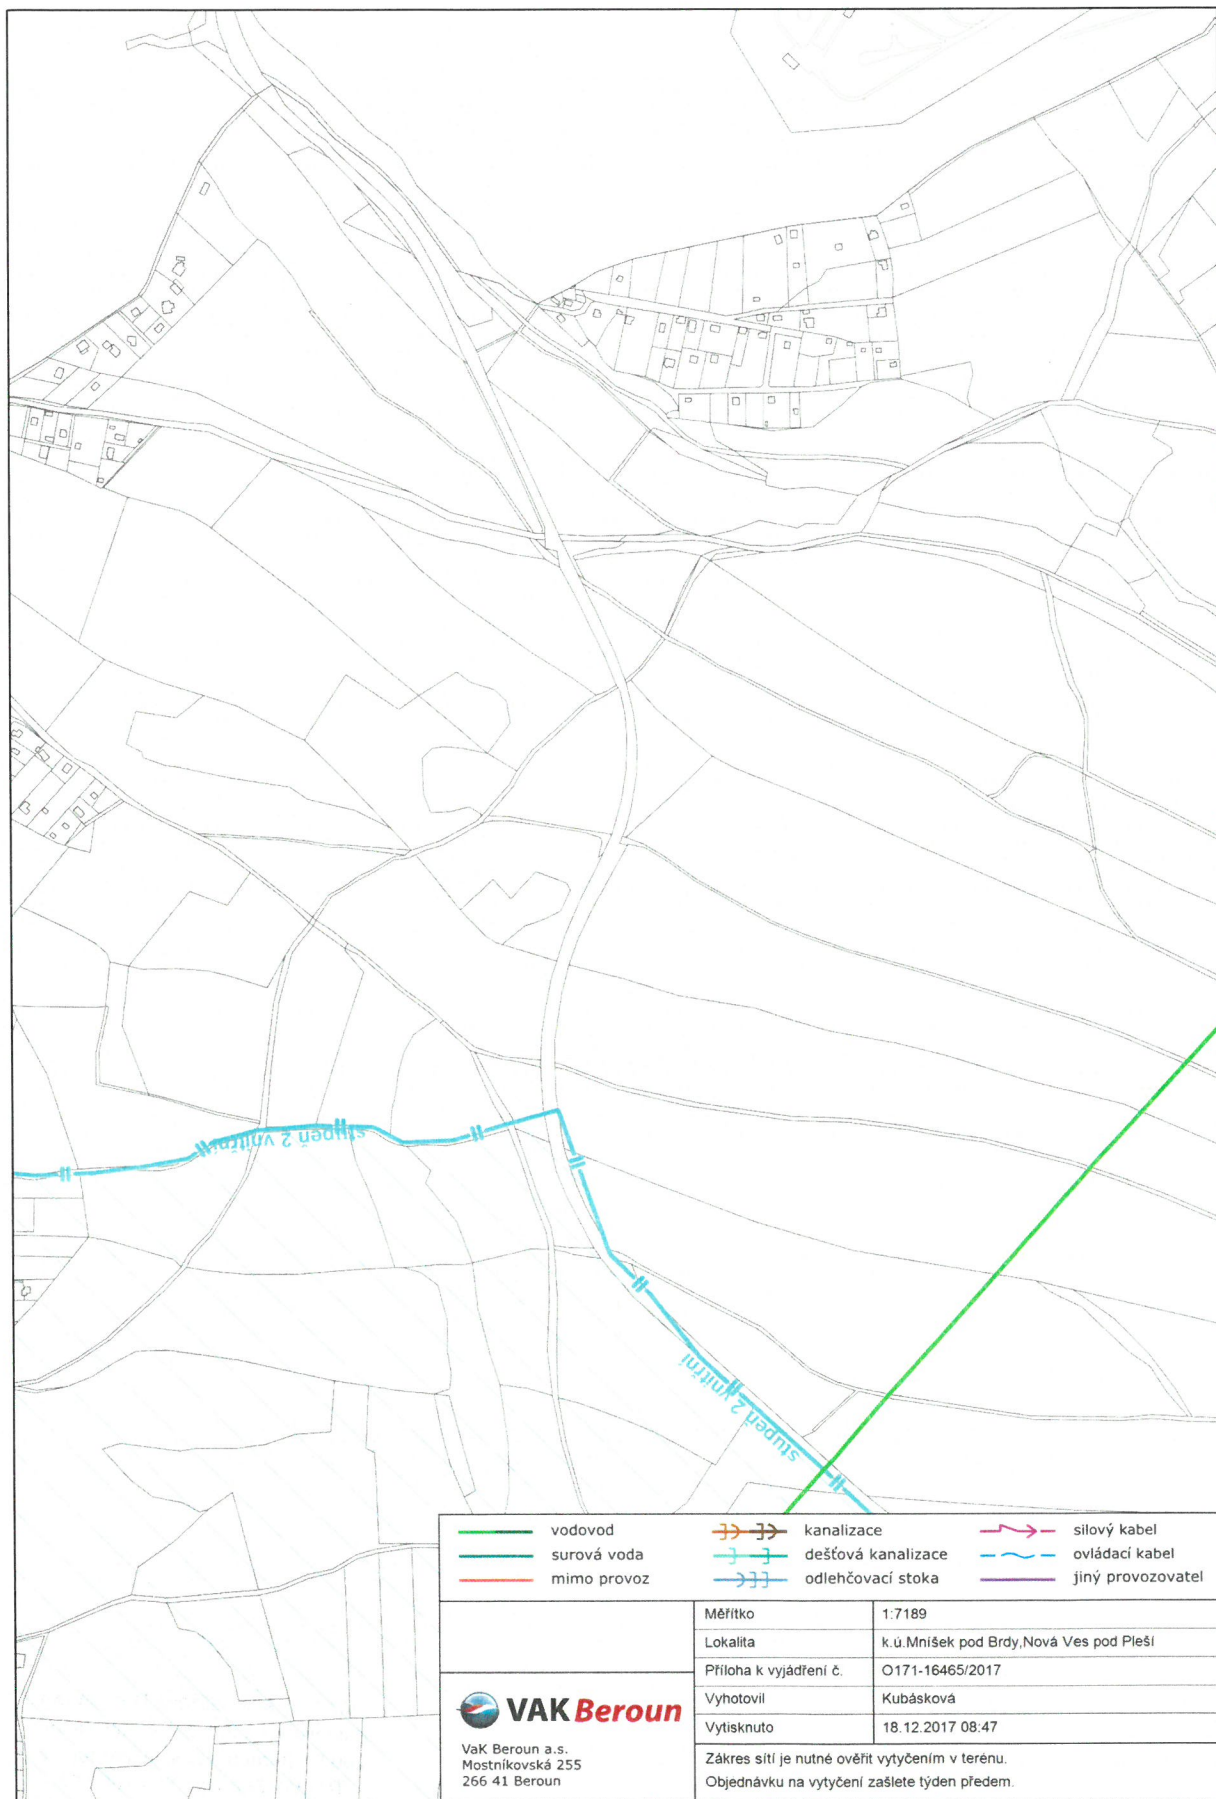 stupeň 2 vnitřní
stupeň 2 vnitřní
vodovod
surová voda
mimo provoz
kanalizace
dešťová kanalizace
odlehčovací stoka
silový kabel
ovládací kabel
jiný provozovatel
Měřítko 1:7189
Lokalita k.ú.Mníšek pod Brdy,Nová Ves pod Pleší
Příloha k vyjádření č. O171-16465/2017
Vyhotovil Kubásková
Vytisknuto 18.12.2017 08:47
VAK Beroun
VaK Beroun a.s.
Mostníkovská 255
266 41 Beroun
Zákres sítí je nutné ověřit vytyčením v terénu.
Objednávku na vytyčení zašlete týden předem.